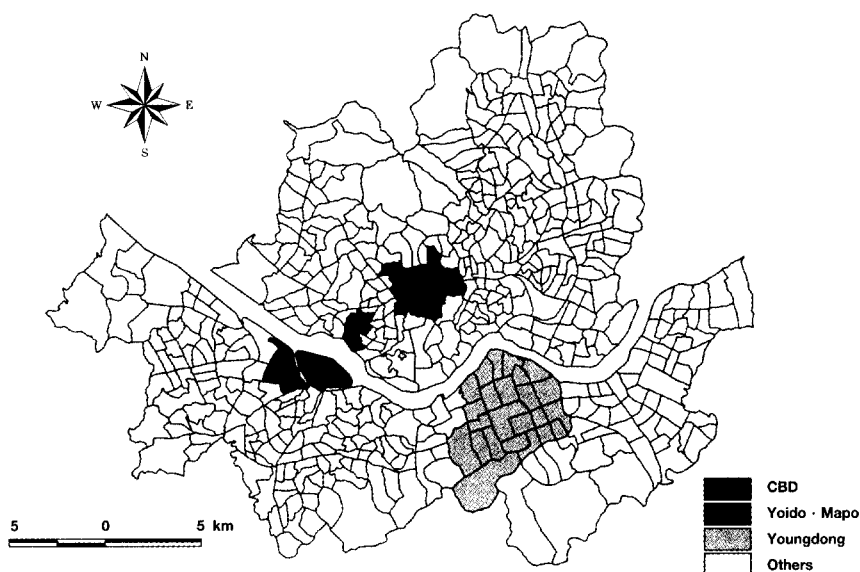 N
W E
S
5 0 5 km
CBD
Yoido · Mapo
Youngdong
Others